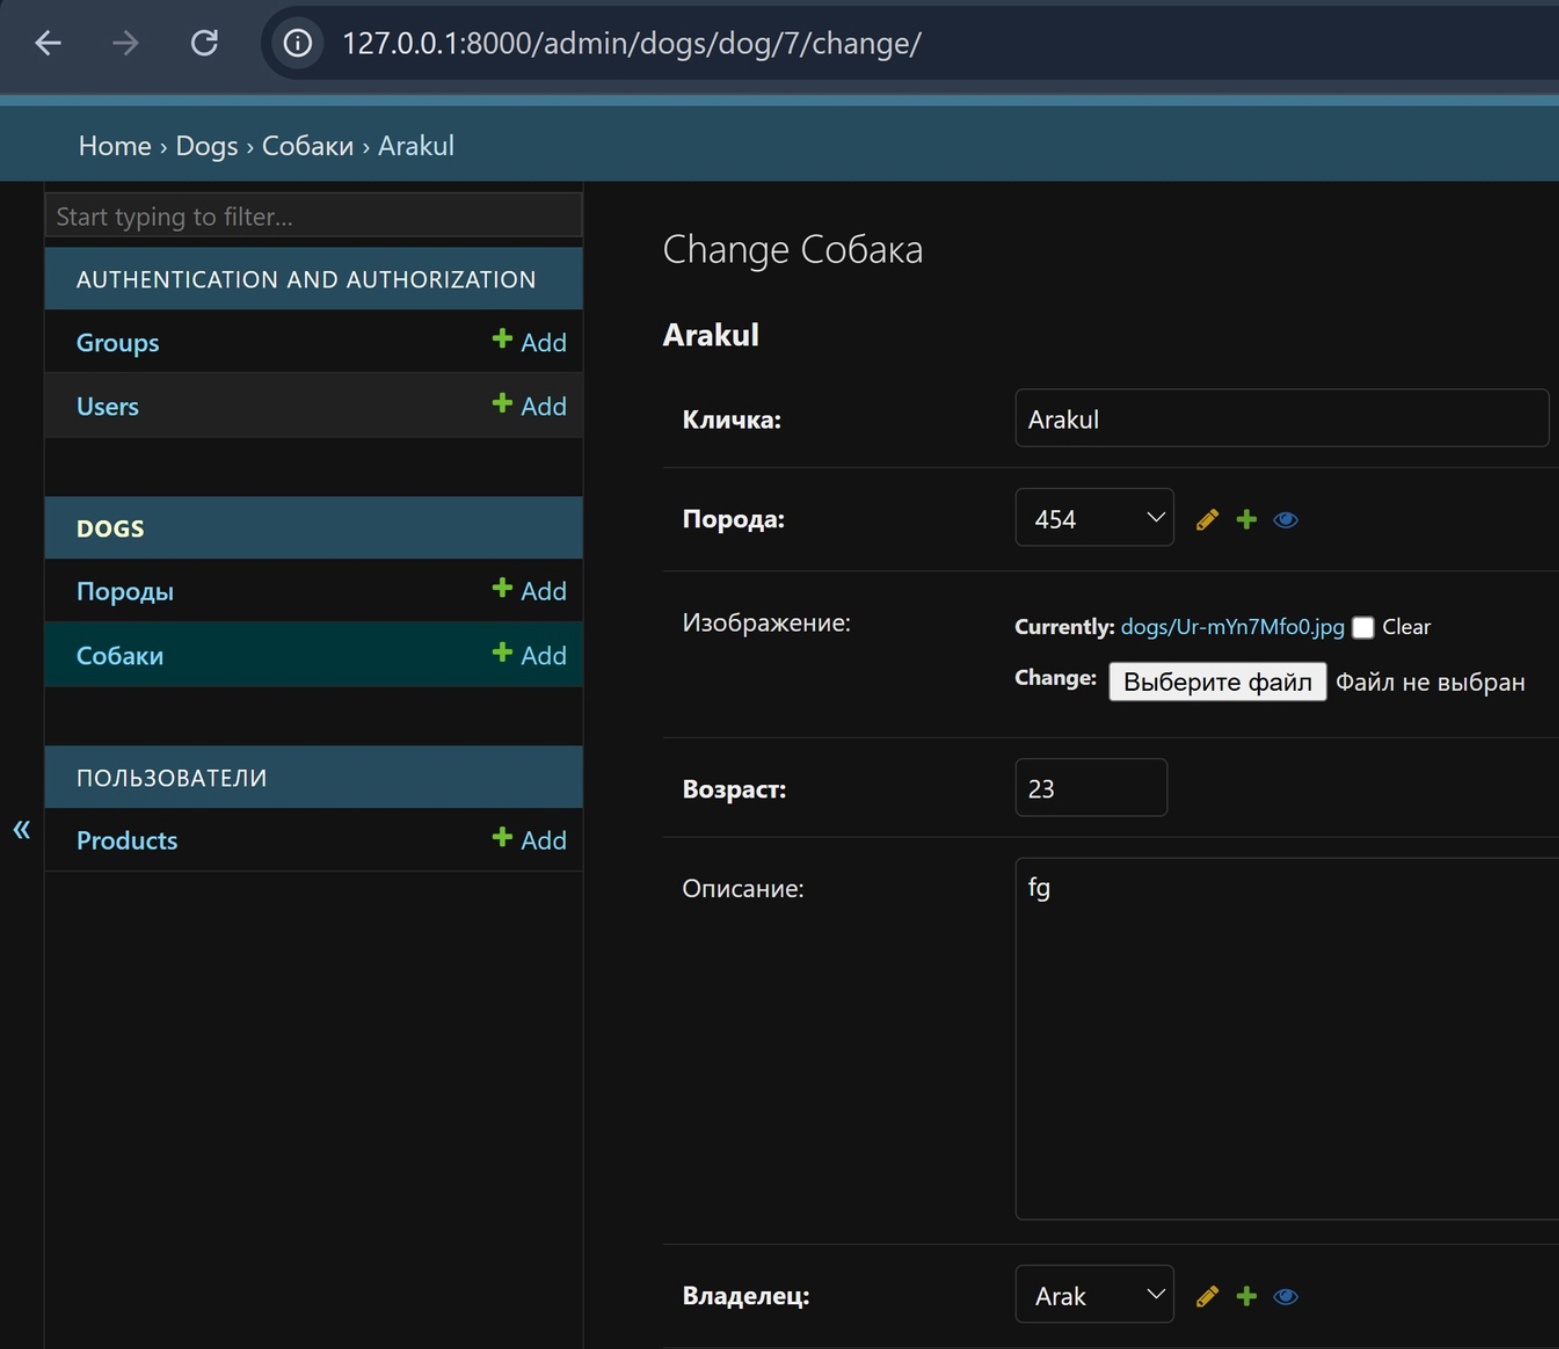 127.0.0.1:8000/admin/dogs/dog/7/change/
Home › Dogs › Собаки › Arakul
Start typing to filter...
AUTHENTICATION AND AUTHORIZATION
Groups Add
Users Add
DOGS
Породы Add
Собаки Add
ПОЛЬЗОВАТЕЛИ
Products Add
«
Change Собака
Arakul
Кличка: Arakul
Порода: 454
Изображение: Currently: dogs/Ur-mYn7Mfo0.jpg Clear
Change: Выберите файл Файл не выбран
Возраст: 23
Описание: fg
Владелец: Arak